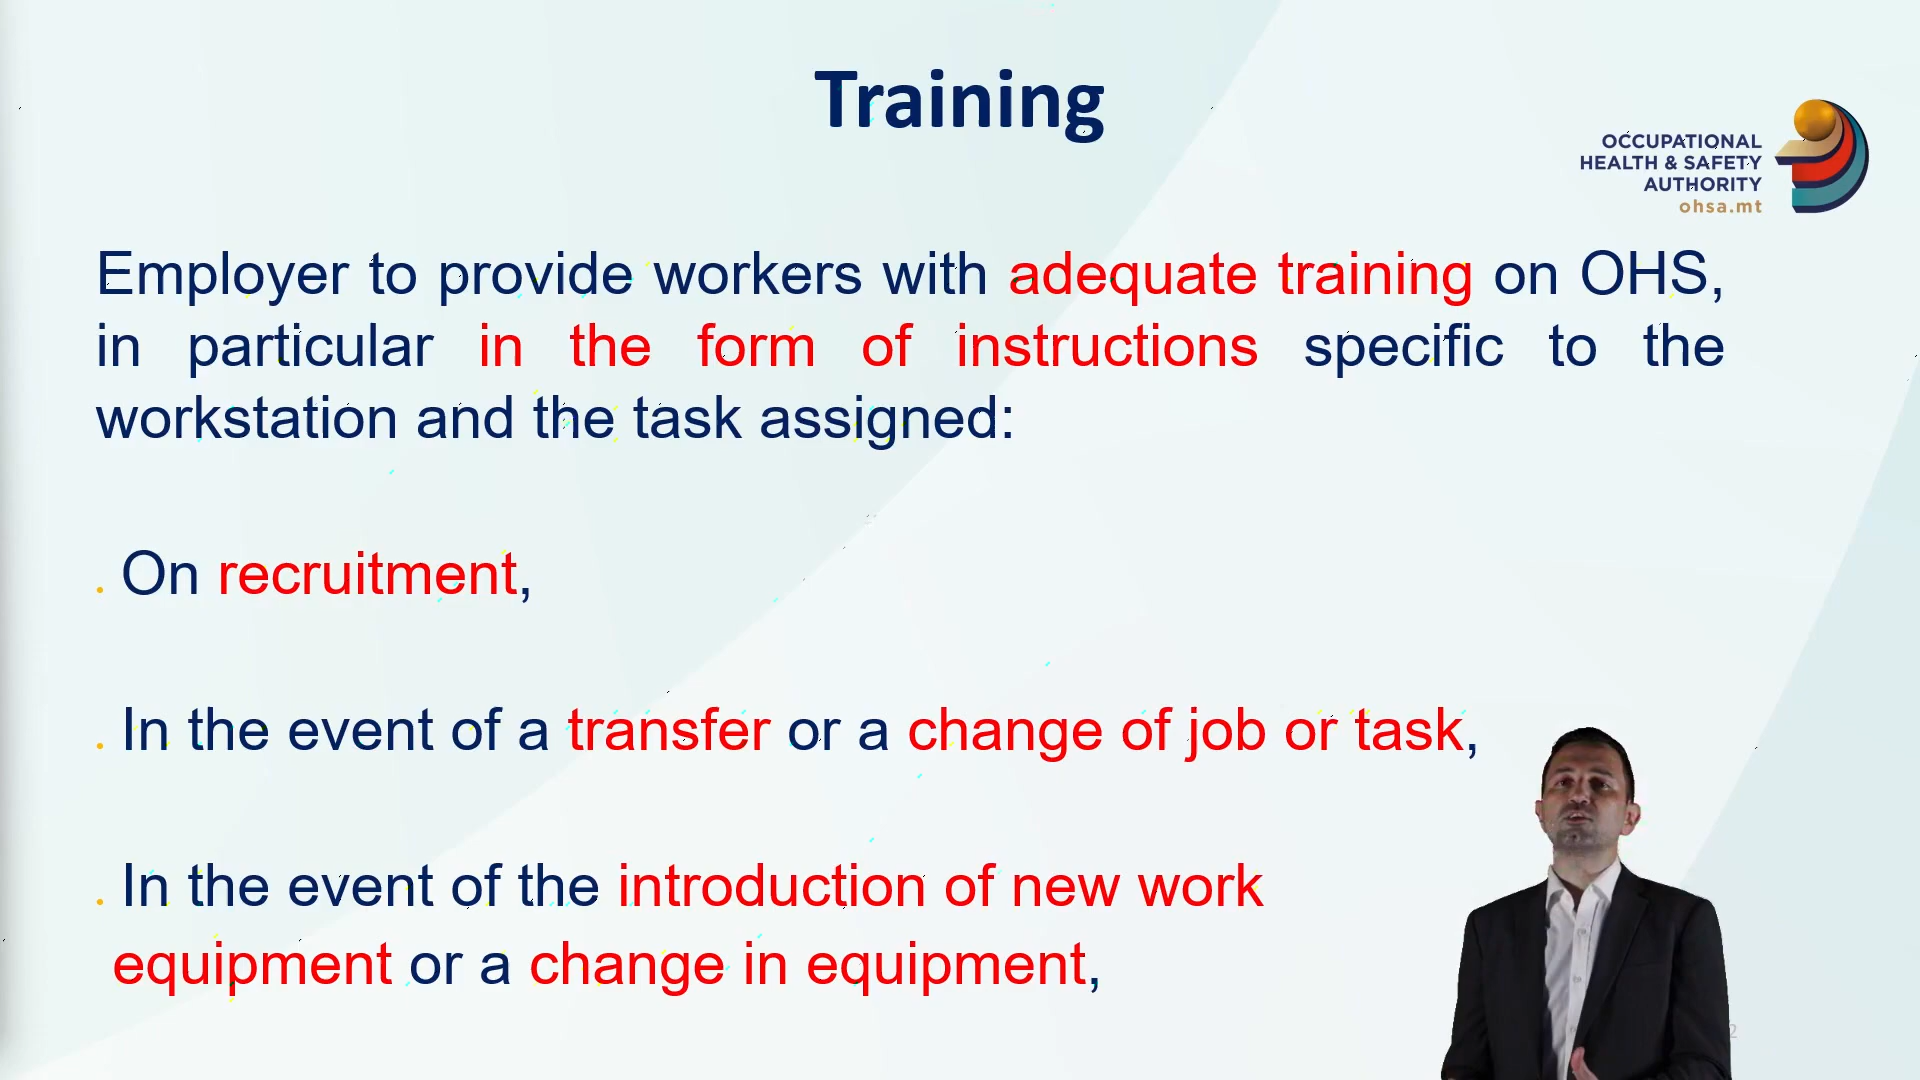 Training
OCCUPATIONAL
HEALTH & SAFETY
AUTHORITY
ohsa.mt
Employer to provide workers with adequate training on OHS,
in particular in the form of instructions specific to the
workstation and the task assigned:
. On recruitment,
. In the event of a transfer or a change of job or task,
. In the event of the introduction of new work
equipment or a change in equipment,